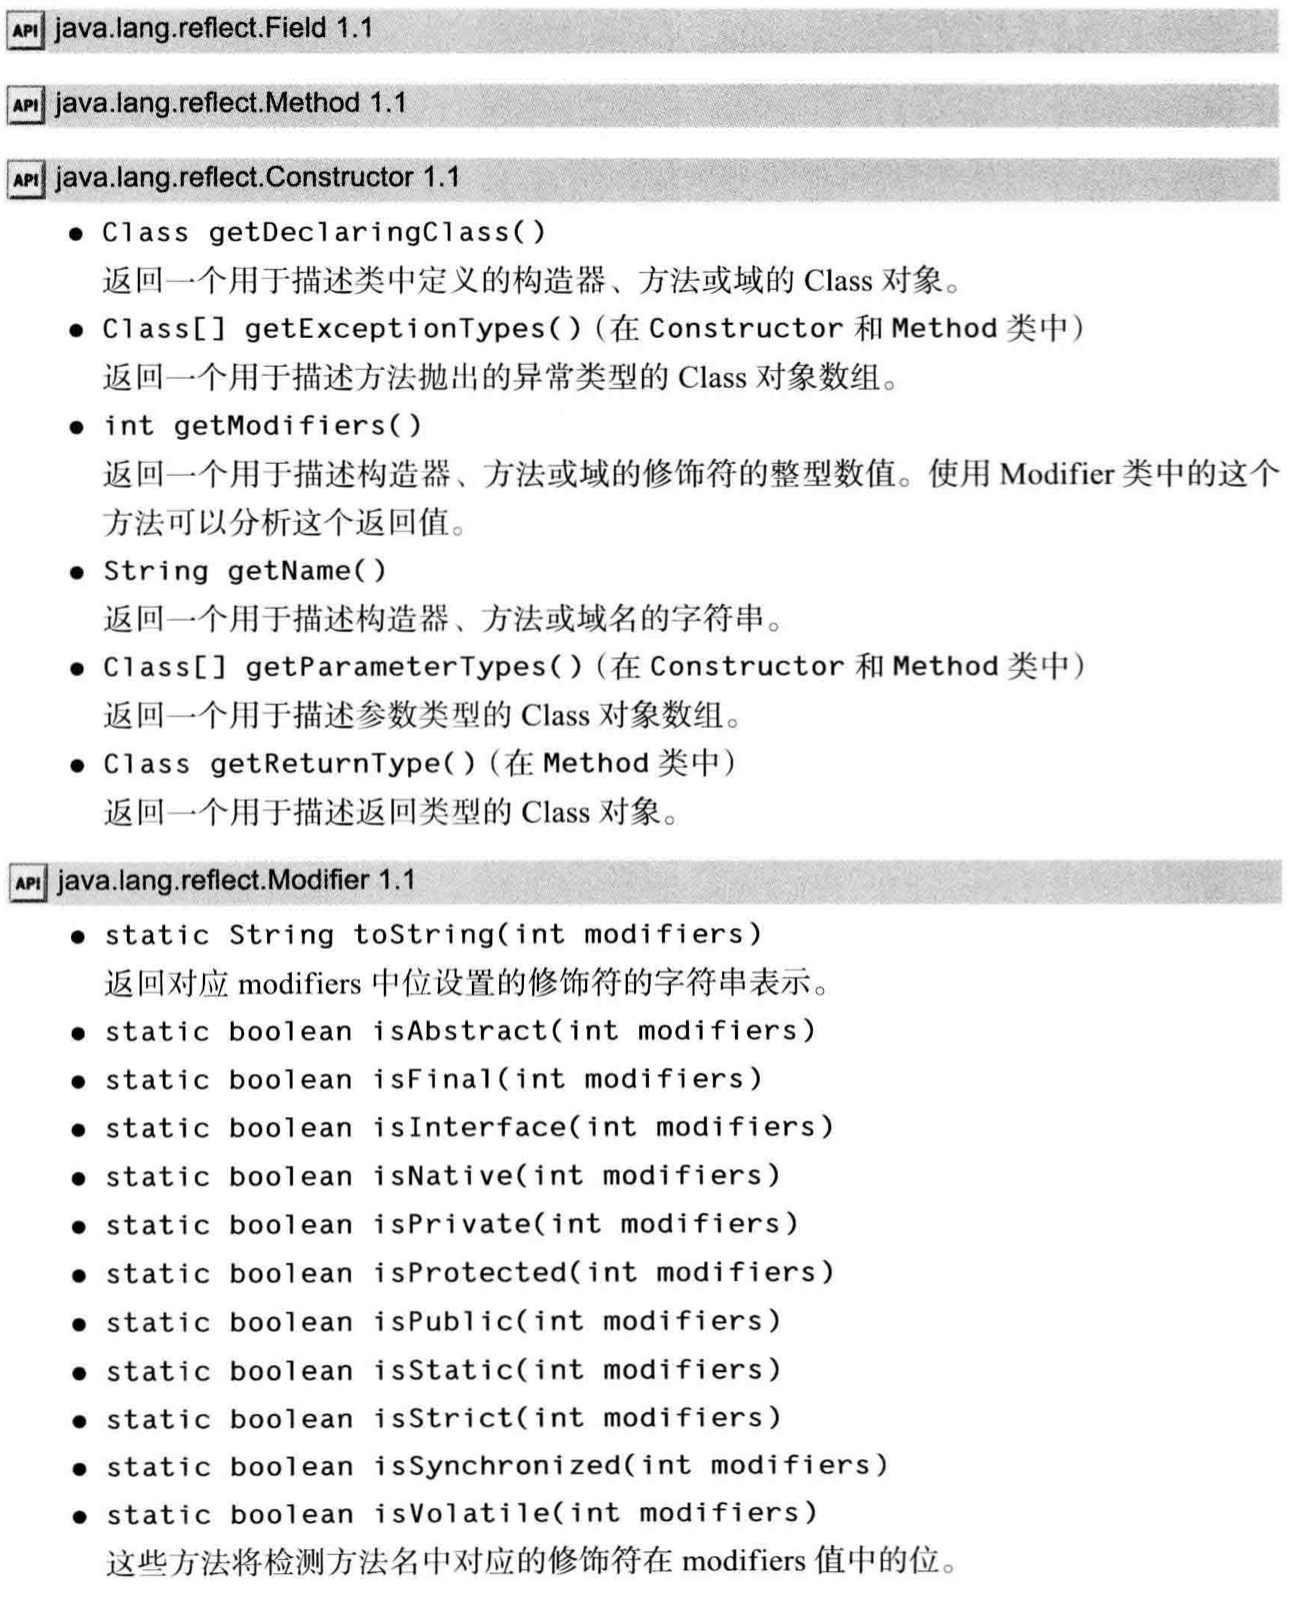 API java.lang.reflect.Field 1.1
API java.lang.reflect.Method 1.1
API java.lang.reflect.Constructor 1.1
● Class getDeclaringClass()
返回一个用于描述类中定义的构造器、方法或域的 Class 对象。
● Class[] getExceptionTypes()（在 Constructor 和 Method 类中）
返回一个用于描述方法抛出的异常类型的 Class 对象数组。
● int getModifiers()
返回一个用于描述构造器、方法或域的修饰符的整型数值。使用 Modifier 类中的这个
方法可以分析这个返回值。
● String getName()
返回一个用于描述构造器、方法或域名的字符串。
● Class[] getParameterTypes()（在 Constructor 和 Method 类中）
返回一个用于描述参数类型的 Class 对象数组。
● Class getReturnType()（在 Method 类中）
返回一个用于描述返回类型的 Class 对象。
API java.lang.reflect.Modifier 1.1
● static String toString(int modifiers)
返回对应 modifiers 中位设置的修饰符的字符串表示。
● static boolean isAbstract(int modifiers)
● static boolean isFinal(int modifiers)
● static boolean isInterface(int modifiers)
● static boolean isNative(int modifiers)
● static boolean isPrivate(int modifiers)
● static boolean isProtected(int modifiers)
● static boolean isPublic(int modifiers)
● static boolean isStatic(int modifiers)
● static boolean isStrict(int modifiers)
● static boolean isSynchronized(int modifiers)
● static boolean isVolatile(int modifiers)
这些方法将检测方法名中对应的修饰符在 modifiers 值中的位。